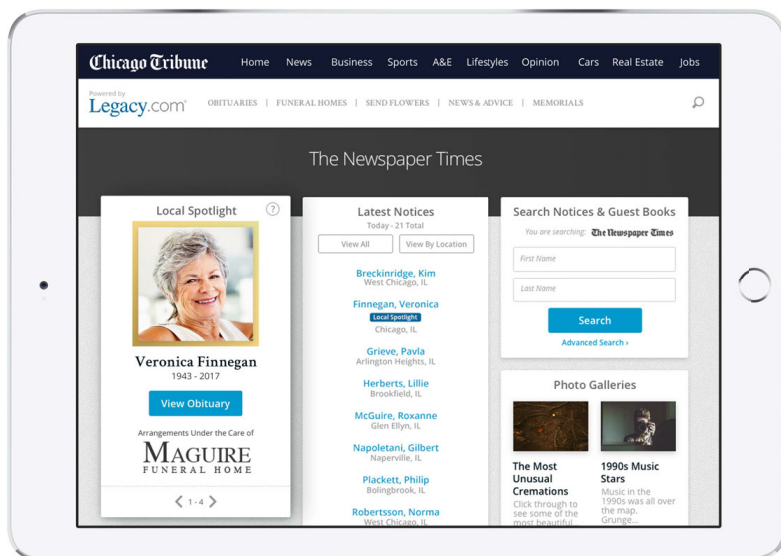 Chicago Tribune
Home News Business Sports A&E Lifestyles Opinion Cars Real Estate Jobs
Powered by
Legacy.com
OBITUARIES | FUNERAL HOMES | SEND FLOWERS | NEWS & ADVICE | MEMORIALS
The Newspaper Times
Local Spotlight
?
Veronica Finnegan
1943 - 2017
View Obituary
Arrangements Under the Care of
MAGUIRE
FUNERAL HOME
1 - 4
Latest Notices
Today - 21 Total
View All
View By Location
Breckinridge, Kim
West Chicago, IL
Finnegan, Veronica
Local Spotlight
Chicago, IL
Grieve, Pavla
Arlington Heights, IL
Herberts, Lillie
Brookfield, IL
McGuire, Roxanne
Glen Ellyn, IL
Napoletani, Gilbert
Naperville, IL
Plackett, Philip
Bolingbrook, IL
Robertsson, Norma
West Chicago, IL
Search Notices & Guest Books
You are searching: The Newspaper Times
First Name
Last Name
Search
Advanced Search ›
Photo Galleries
The Most
Unusual
Cremations
Click through to
see some of the
most beautiful...
1990s Music
Stars
Music in the
1990s was all over
the map.
Grunge...